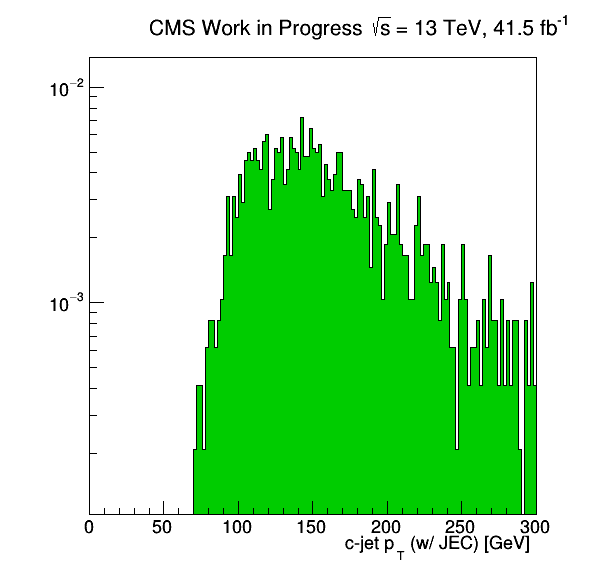 CMS Work in Progress √s = 13 TeV, 41.5 fb⁻¹
10⁻²
10⁻³
0 50 100 150 200 250 300
c-jet p_T (w/ JEC) [GeV]